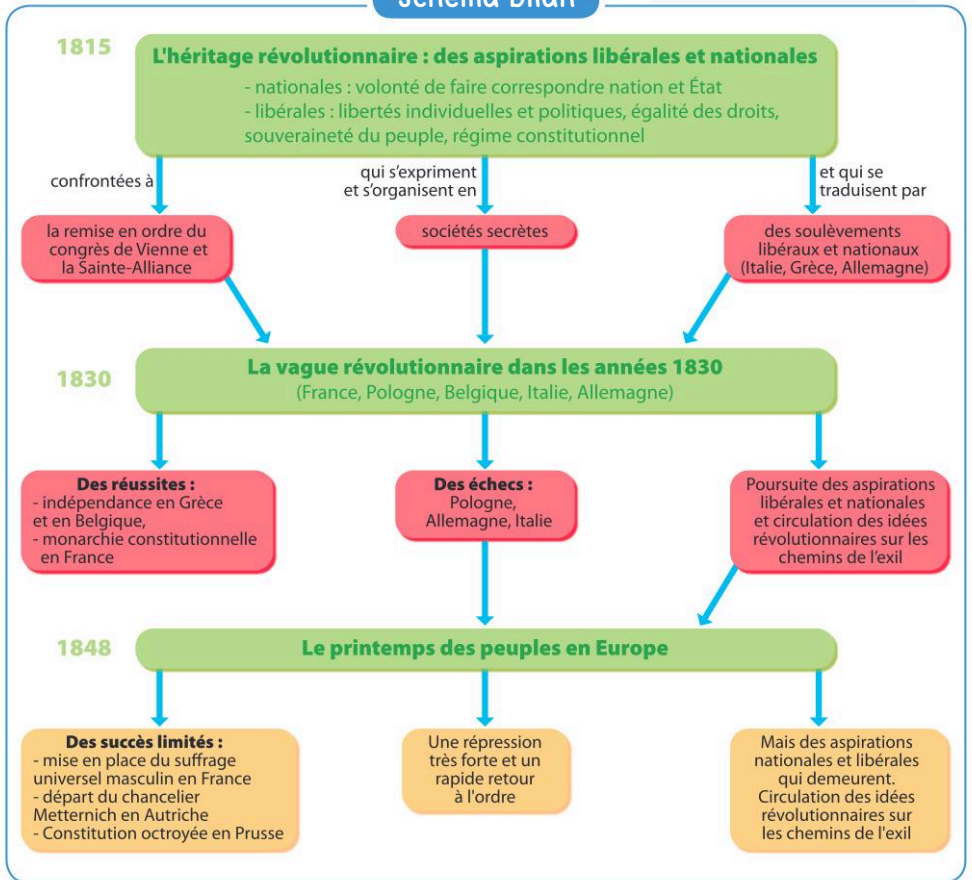 Schéma bilan
1815
L'héritage révolutionnaire : des aspirations libérales et nationales
- nationales : volonté de faire correspondre nation et État
- libérales : libertés individuelles et politiques, égalité des droits,
souveraineté du peuple, régime constitutionnel
confrontées à
qui s’expriment
et s’organisent en
et qui se
traduisent par
la remise en ordre du
congrès de Vienne et
la Sainte-Alliance
sociétés secrètes
des soulèvements
libéraux et nationaux
(Italie, Grèce, Allemagne)
1830
La vague révolutionnaire dans les années 1830
(France, Pologne, Belgique, Italie, Allemagne)
Des réussites :
- indépendance en Grèce
et en Belgique,
- monarchie constitutionnelle
en France
Des échecs :
Pologne,
Allemagne, Italie
Poursuite des aspirations
libérales et nationales
et circulation des idées
révolutionnaires sur les
chemins de l’exil
1848
Le printemps des peuples en Europe
Des succès limités :
- mise en place du suffrage
universel masculin en France
- départ du chancelier
Metternich en Autriche
- Constitution octroyée en Prusse
Une répression
très forte et un
rapide retour
à l'ordre
Mais des aspirations
nationales et libérales
qui demeurent.
Circulation des idées
révolutionnaires sur
les chemins de l'exil